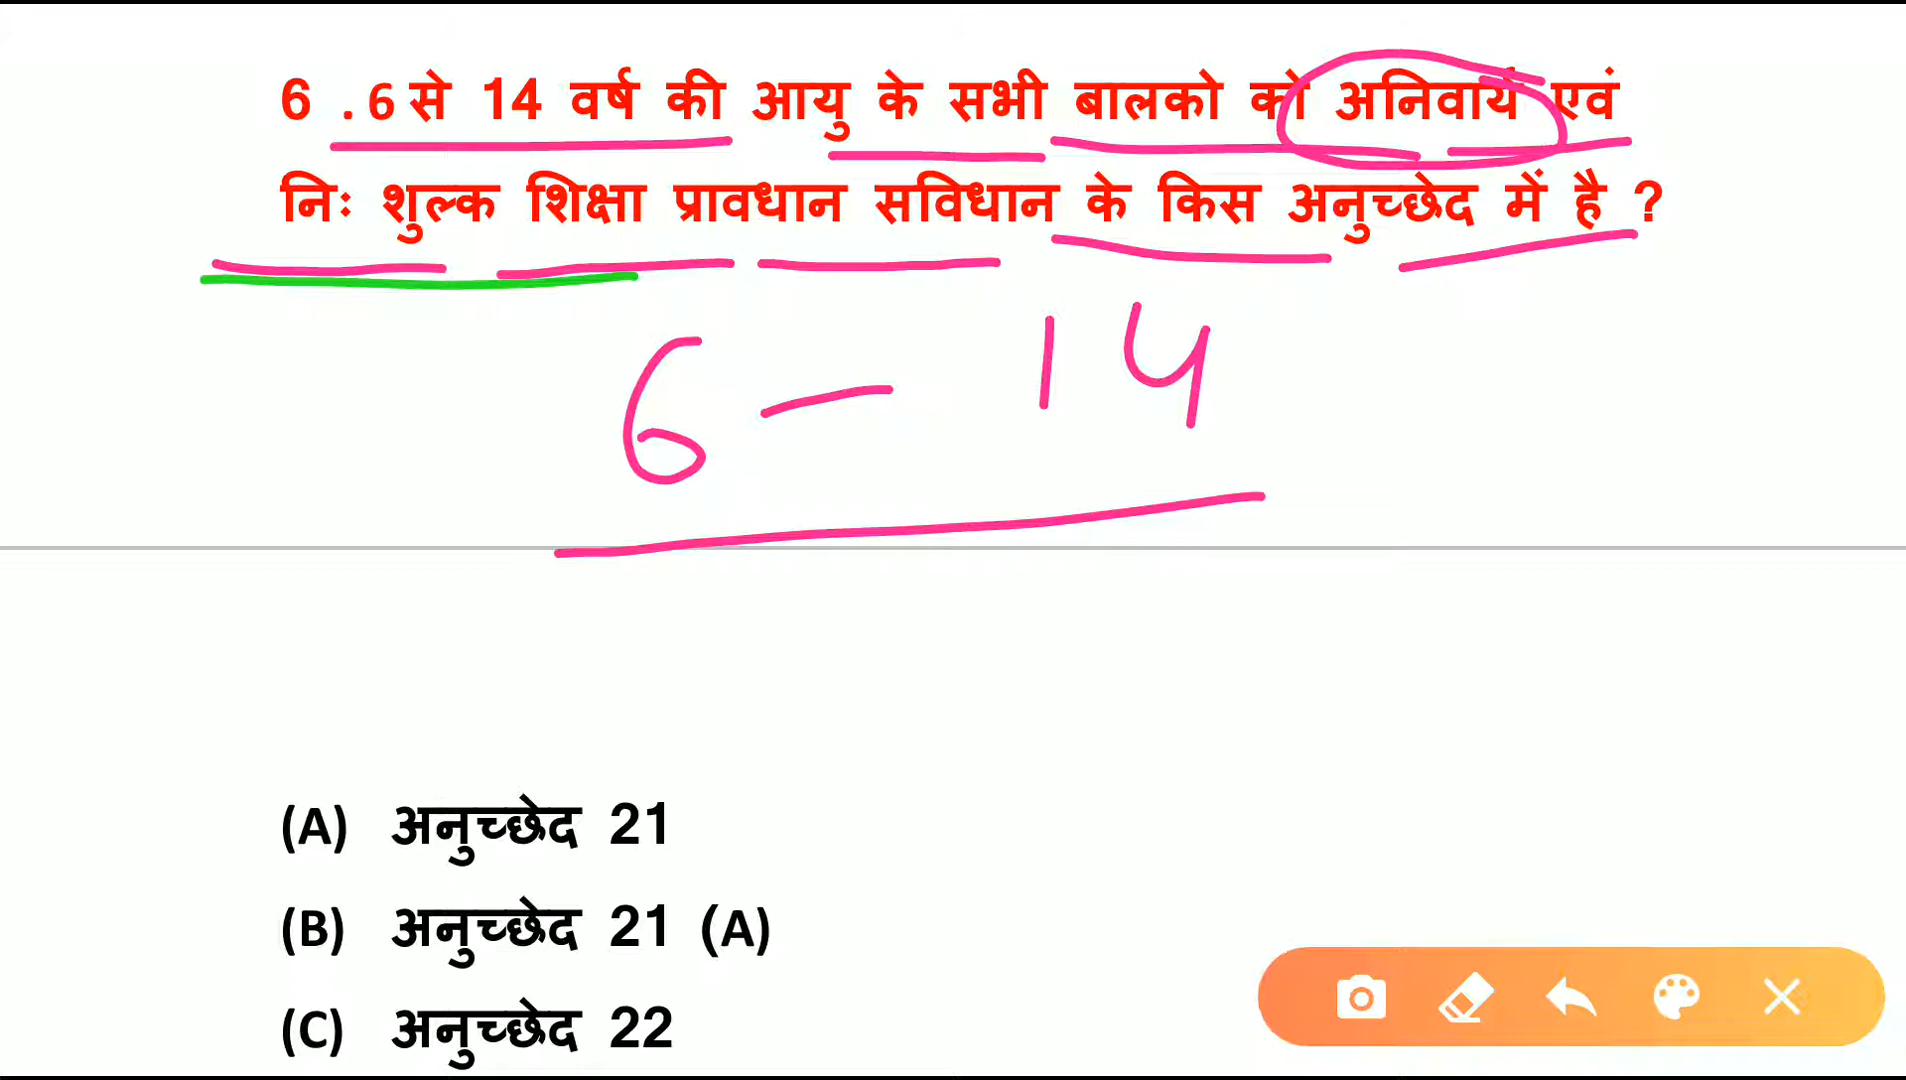 6 . 6 से 14 वर्ष की आयु के सभी बालको को अनिवार्य एवं
निः शुल्क शिक्षा प्रावधान सविधान के किस अनुच्छेद में है ?
6 — 14
(A) अनुच्छेद 21
(B) अनुच्छेद 21 (A)
(C) अनुच्छेद 22